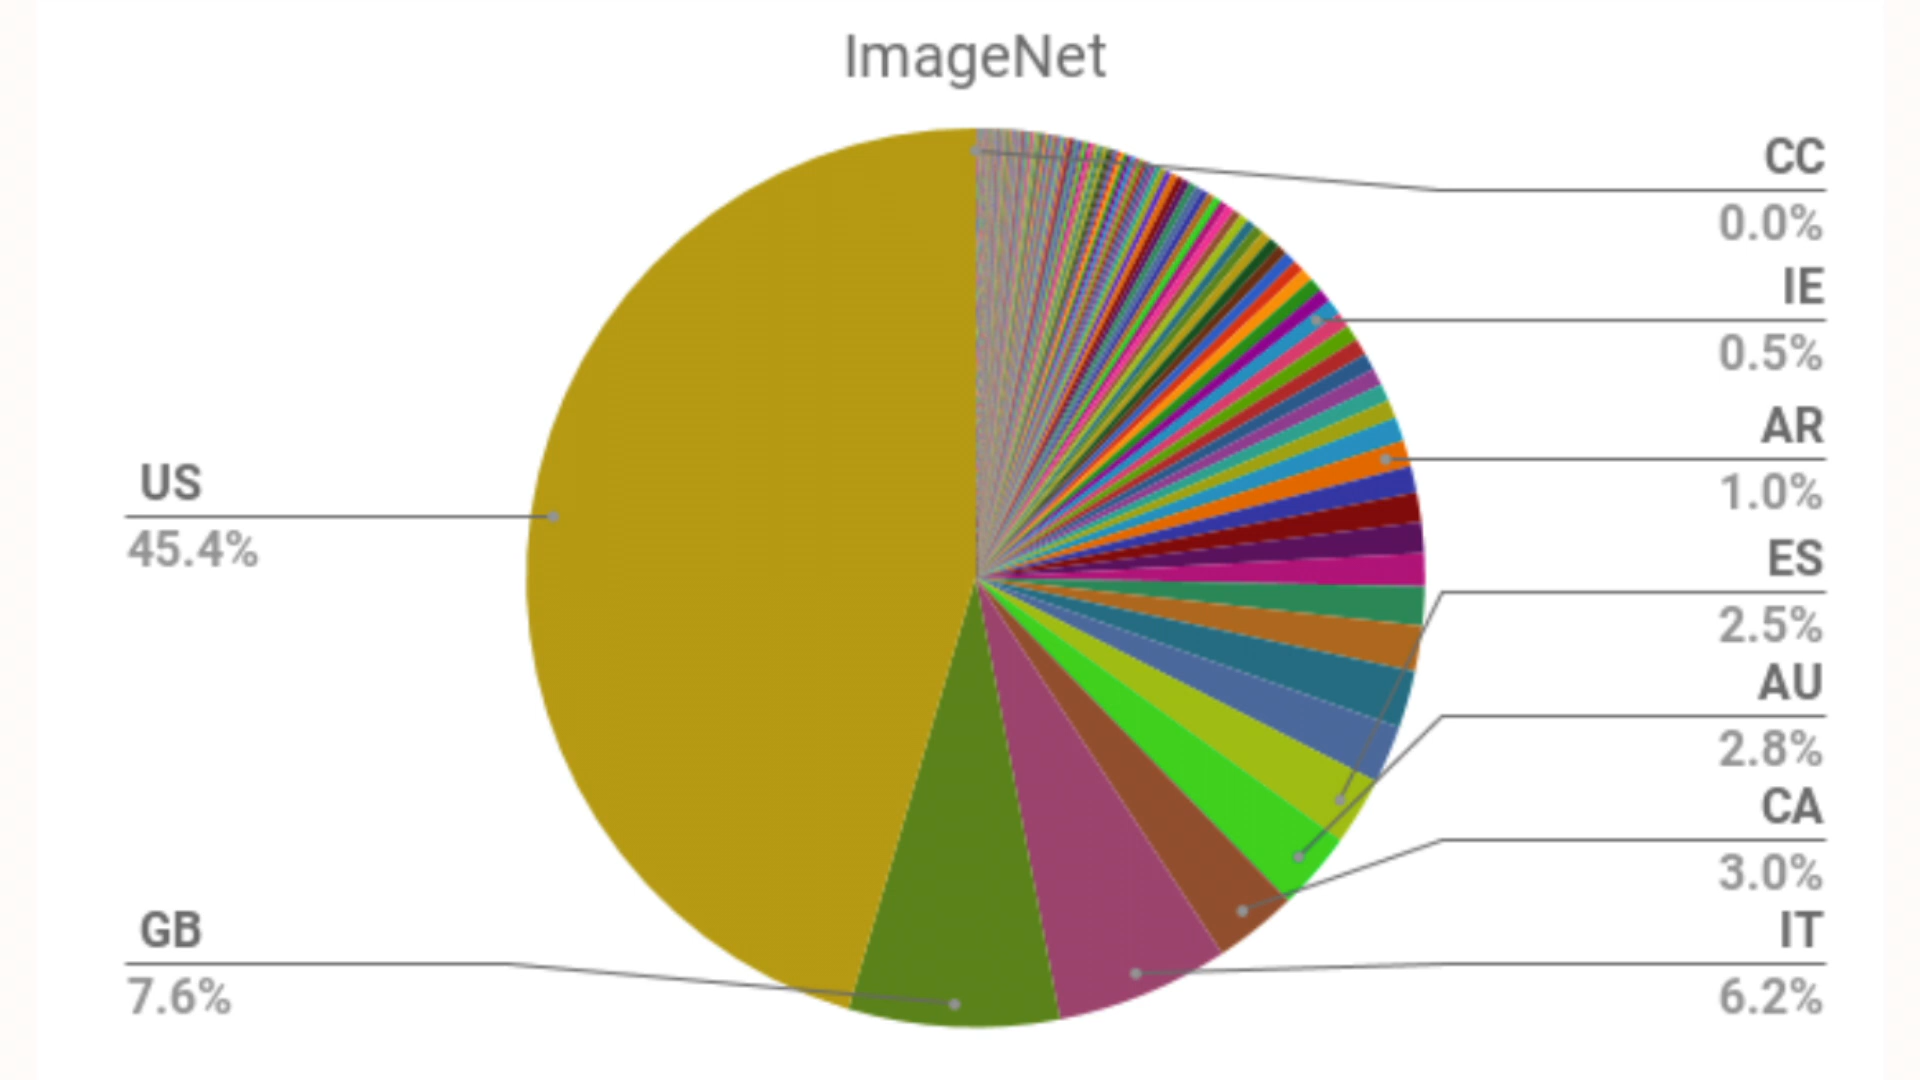 ImageNet
CC
0.0%
IE
0.5%
AR
1.0%
US
45.4%
ES
2.5%
AU
2.8%
CA
3.0%
GB
7.6%
IT
6.2%